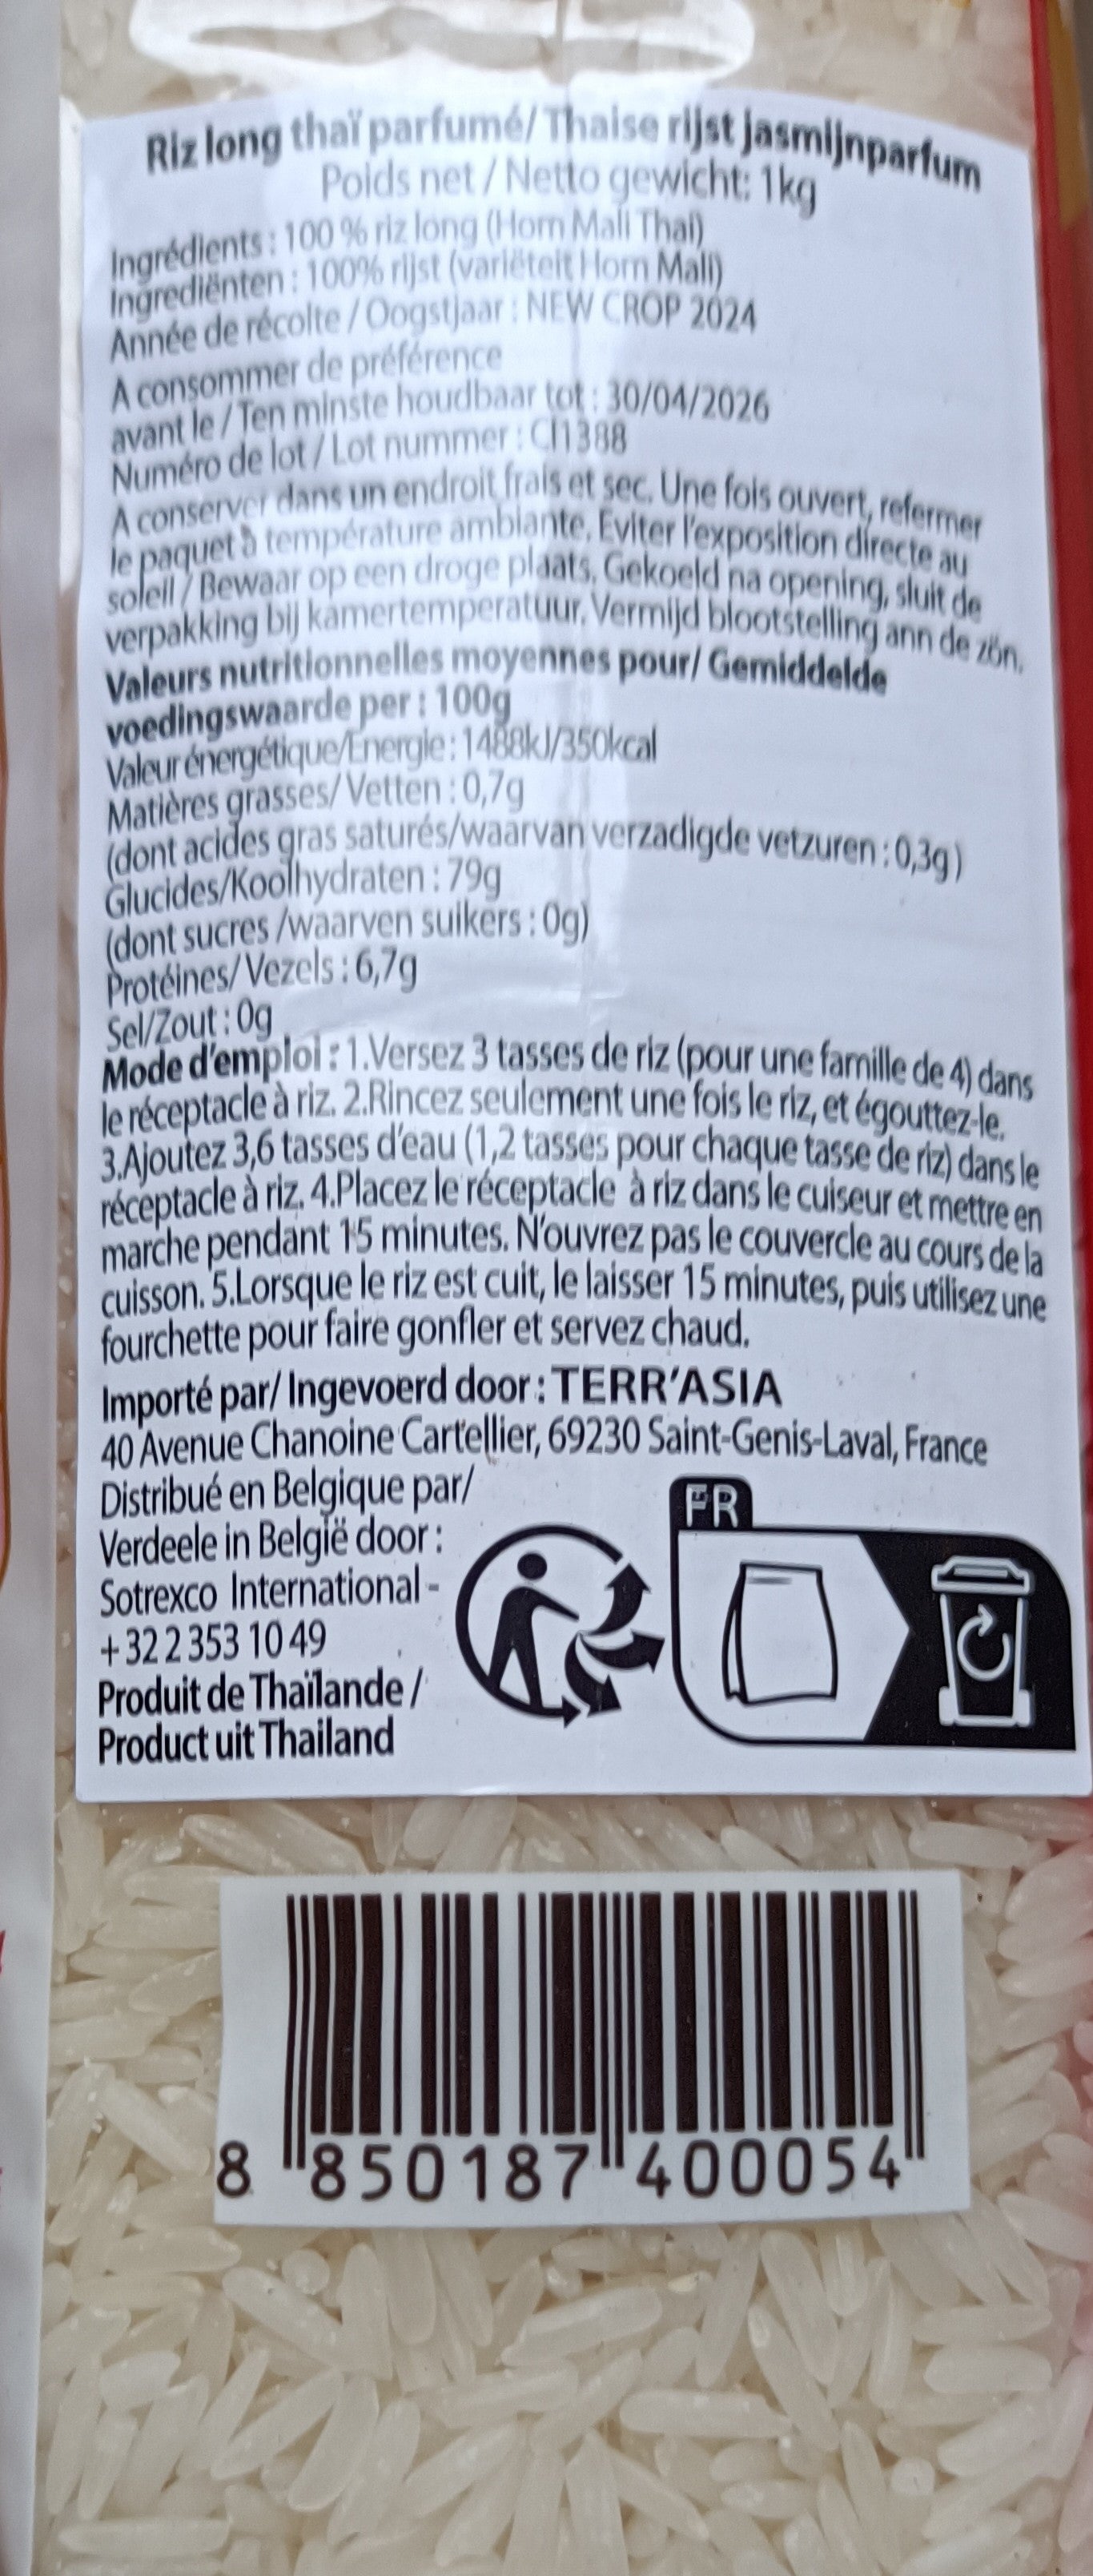 Riz long thaï parfumé/ Thaise rijst jasmijnparfum
Poids net / Netto gewicht: 1kg
Ingrédients : 100 % riz long (Hom Mali Thai)
Ingrediënten : 100% rijst (variëteit Hom Mali)
Année de récolte / Oogstjaar : NEW CROP 2024
A consommer de préférence
avant le / Ten minste houdbaar tot : 30/04/2026
Numéro de lot / Lot nummer : CI1388
A conserver dans un endroit frais et sec. Une fois ouvert, refermer
le paquet à température ambiante. Eviter l'exposition directe au
soleil / Bewaar op een droge plaats. Gekoeld na opening, sluit de
verpakking bij kamertemperatuur. Vermijd blootstelling ann de zön.
Valeurs nutritionnelles moyennes pour/ Gemiddelde
voedingswaarde per : 100g
Valeur énergétique/Energie : 1488kJ/350kcal
Matières grasses/ Vetten : 0,7g
(dont acides gras saturés/waarvan verzadigde vetzuren : 0,3g)
Glucides/Koolhydraten : 79g
(dont sucres /waarven suikers : 0g)
Protéines/ Vezels : 6,7g
Sel/Zout : 0g
Mode d'emploi : 1.Versez 3 tasses de riz (pour une famille de 4) dans
le réceptacle à riz. 2.Rincez seulement une fois le riz, et égouttez-le.
3.Ajoutez 3,6 tasses d'eau (1,2 tasses pour chaque tasse de riz) dans le
réceptacle à riz. 4.Placez le réceptacle à riz dans le cuiseur et mettre en
marche pendant 15 minutes. N'ouvrez pas le couvercle au cours de la
cuisson. 5.Lorsque le riz est cuit, le laisser 15 minutes, puis utilisez une
fourchette pour faire gonfler et servez chaud.
Importé par/ Ingevoerd door : TERR'ASIA
40 Avenue Chanoine Cartellier, 69230 Saint-Genis-Laval, France
Distribué en Belgique par/
Verdeele in België door :
Sotrexco International -
+32 2 353 10 49
Produit de Thaïlande /
Product uit Thailand
FR
8 850187 400054